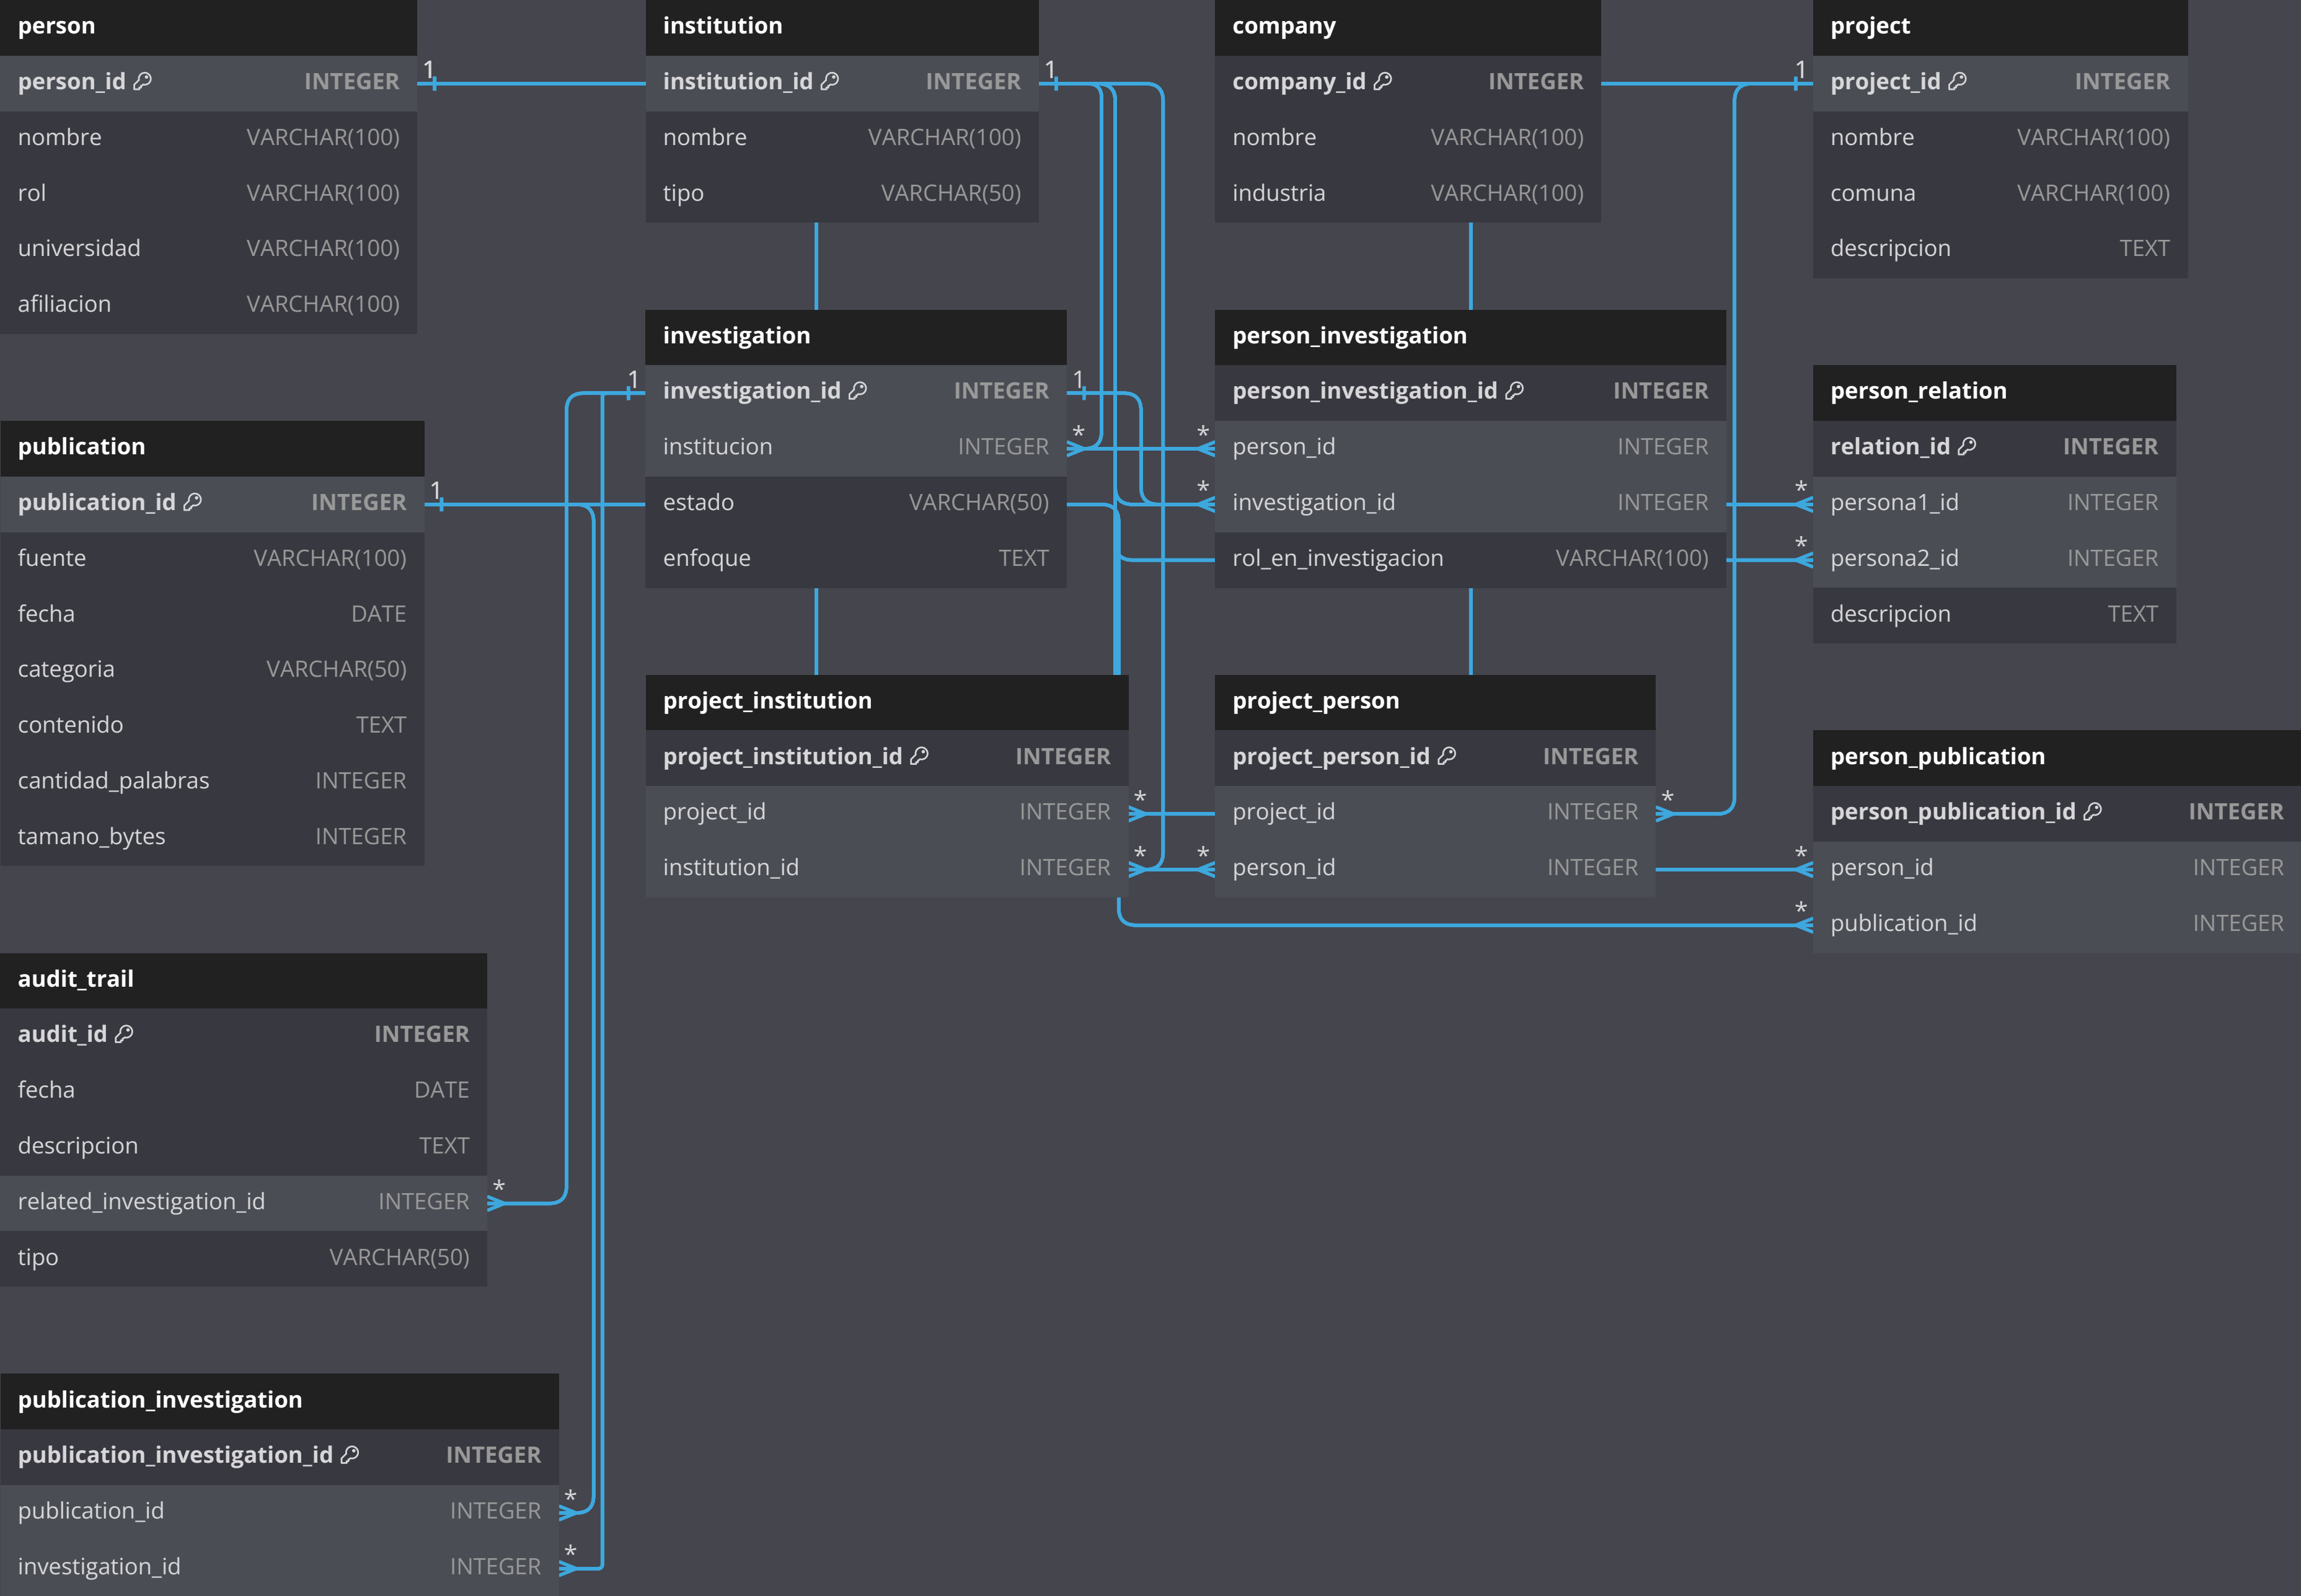 person
person_id INTEGER
nombre VARCHAR(100)
rol VARCHAR(100)
universidad VARCHAR(100)
afiliacion VARCHAR(100)
1
institution
institution_id INTEGER
nombre VARCHAR(100)
tipo VARCHAR(50)
1
company
company_id INTEGER
nombre VARCHAR(100)
industria VARCHAR(100)
1
project
project_id INTEGER
nombre VARCHAR(100)
comuna VARCHAR(100)
descripcion TEXT
1
investigation
investigation_id INTEGER
institucion INTEGER
estado VARCHAR(50)
enfoque TEXT
1
*
*
*
person_investigation
person_investigation_id INTEGER
person_id INTEGER
investigation_id INTEGER
rol_en_investigacion VARCHAR(100)
*
*
person_relation
relation_id INTEGER
persona1_id INTEGER
persona2_id INTEGER
descripcion TEXT
publication
publication_id INTEGER
fuente VARCHAR(100)
fecha DATE
categoria VARCHAR(50)
contenido TEXT
cantidad_palabras INTEGER
tamano_bytes INTEGER
1
project_institution
project_institution_id INTEGER
project_id INTEGER
institution_id INTEGER
*
*
*
project_person
project_person_id INTEGER
project_id INTEGER
person_id INTEGER
*
*
*
person_publication
person_publication_id INTEGER
person_id INTEGER
publication_id INTEGER
audit_trail
audit_id INTEGER
fecha DATE
descripcion TEXT
related_investigation_id INTEGER
tipo VARCHAR(50)
*
publication_investigation
publication_investigation_id INTEGER
publication_id INTEGER
investigation_id INTEGER
*
*